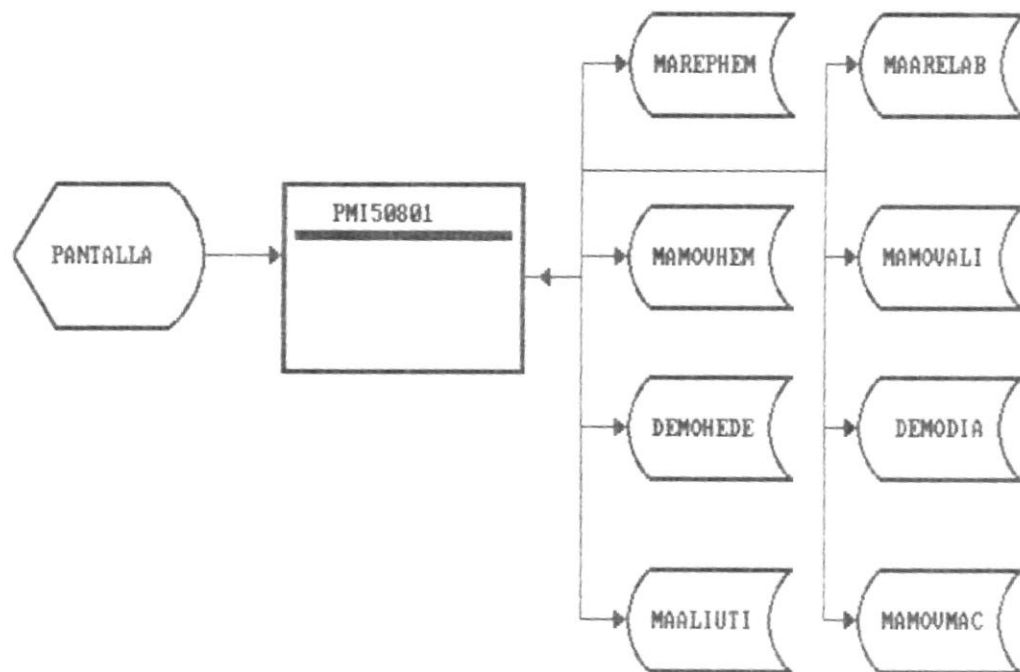 MAREPHEM
MAARELAB
PMI50801
PANTALLA
MAMOVHEM
MAMOVALI
DEMOHEDE
DEMODIA
MAALIUTI
MAMOVMAC